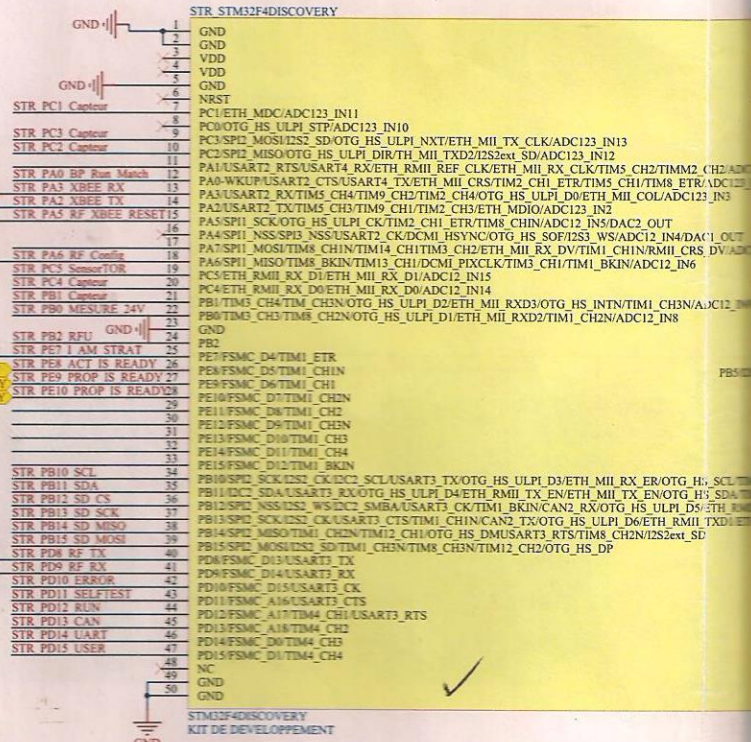 STR_STM32F4DISCOVERY
GND 1 GND
2 GND
3 VDD
4 VDD
GND 5 GND
6 NRST
STR PC1 Capteur 7 PC1/ETH_MDC/ADC123_IN11
8 PC0/OTG_HS_ULPI_STP/ADC123_IN10
STR PC3 Capteur 9 PC3/SPI2_MOSI/I2S2_SD/OTG_HS_ULPI_NXT/ETH_MII_TX_CLK/ADC123_IN13
STR PC2 Capteur 10 PC2/SPI2_MISO/OTG_HS_ULPI_DIR/TH_MII_TXD2/I2S2ext_SD/ADC123_IN12
11 PA1/USART2_RTS/USART4_RX/ETH_RMII_REF_CLK/ETH_MII_RX_CLK/TIM5_CH2/TIMM2_CH2/ADC
STR PA0 BP Run Match 12 PA0-WKUP/USART2_CTS/USART4_TX/ETH_MII_CRS/TIM2_CH1_ETR/TIM5_CH1/TIM8_ETR/ADC123
STR PA3 XBEE RX 13 PA3/USART2_RX/TIM5_CH4/TIM9_CH2/TIM2_CH4/OTG_HS_ULPI_D0/ETH_MII_COL/ADC123_IN3
STR PA2 XBEE TX 14 PA2/USART2_TX/TIM5_CH3/TIM9_CH1/TIM2_CH3/ETH_MDIO/ADC123_IN2
STR PA5 RF XBEE RESET 15 PA5/SPI1_SCK/OTG_HS_ULPI_CK/TIM2_CH1_ETR/TIM8_CHIN/ADC12_IN5/DAC2_OUT
16 PA4/SPI1_NSS/SPI3_NSS/USART2_CK/DCMI_HSYNC/OTG_HS_SOF/I2S3_WS/ADC12_IN4/DAC1_OUT
17 PA7/SPI1_MOSI/TIM8_CH1N/TIM14_CH1TIM3_CH2/ETH_MII_RX_DV/TIM1_CH1N/RMII_CRS_DV/ADC
STR PA6 RF Config 18 PA6/SPI1_MISO/TIM8_BKIN/TIM13_CH1/DCMI_PIXCLK/TIM3_CH1/TIM1_BKIN/ADC12_IN6
STR PC5 SensorTOR 19 PC5/ETH_RMII_RX_D1/ETH_MII_RX_D1/ADC12_IN15
STR PC4 Capteur 20 PC4/ETH_RMII_RX_D0/ETH_MII_RX_D0/ADC12_IN14
STR PB1 Capteur 21 PB1/TIM3_CH4/TIM_CH3N/OTG_HS_ULPI_D2/ETH_MII_RXD3/OTG_HS_INTN/TIM1_CH3N/ADC12_IN9
STR PB0 MESURE 24V 22 PB0/TIM3_CH3/TIM8_CH2N/OTG_HS_ULPI_D1/ETH_MII_RXD2/TIM1_CH2N/ADC12_IN8
GND 23 GND
STR PB2 RFU 24 PB2
STR PE7 I AM STRAT 25 PE7/FSMC_D4/TIM1_ETR
STR PE8 ACT IS READY 26 PE8/FSMC_D5/TIM1_CH1N
STR PE9 PROP IS READY 27 PE9/FSMC_D6/TIM1_CH1
STR PE10 PROP IS READY 28 PE10/FSMC_D7/TIM1_CH2N
29 PE11/FSMC_D8/TIM1_CH2
30 PE12/FSMC_D9/TIM1_CH3N
31 PE13/FSMC_D10/TIM1_CH3
32 PE14/FSMC_D11/TIM1_CH4
33 PE15/FSMC_D12/TIM1_BKIN
STR PB10 SCL 34 PB10/SPI2_SCK/I2S2_CK/I2C2_SCL/USART3_TX/OTG_HS_ULPI_D3/ETH_MII_RX_ER/OTG_HS_SCL/TIM
STR PB11 SDA 35 PB11/I2C2_SDA/USART3_RX/OTG_HS_ULPI_D4/ETH_RMII_TX_EN/ETH_MII_TX_EN/OTG_HS_SDA/TIM
STR PB12 SD CS 36 PB12/SPI2_NSS/I2S2_WS/I2C2_SMBA/USART3_CK/TIM1_BKIN/CAN2_RX/OTG_HS_ULPI_D5/ETH_RMII
STR PB13 SD SCK 37 PB13/SPI2_SCK/I2S2_CK/USART3_CTS/TIM1_CH1N/CAN2_TX/OTG_HS_ULPI_D6/ETH_RMII_TXD1/ET
STR PB14 SD MISO 38 PB14/SPI2_MISO/TIM1_CH2N/TIM12_CH1/OTG_HS_DMUSART3_RTS/TIM8_CH2N/I2S2ext_SD
STR PB15 SD MOSI 39 PB15/SPI2_MOSI/I2S2_SD/TIM1_CH3N/TIM8_CH3N/TIM12_CH2/OTG_HS_DP
STR PD8 RF TX 40 PD8/FSMC_D13/USART3_TX
STR PD9 RF RX 41 PD9/FSMC_D14/USART3_RX
STR PD10 ERROR 42 PD10/FSMC_D15/USART3_CK
STR PD11 SELFTEST 43 PD11/FSMC_A16/USART3_CTS
STR PD12 RUN 44 PD12/FSMC_A17/TIM4_CH1/USART3_RTS
STR PD13 CAN 45 PD13/FSMC_A18/TIM4_CH2
STR PD14 UART 46 PD14/FSMC_D0/TIM4_CH3
STR PD15 USER 47 PD15/FSMC_D1/TIM4_CH4
48 NC
49 GND
50 GND
STM32F4DISCOVERY
KIT DE DEVELOPPEMENT
GND